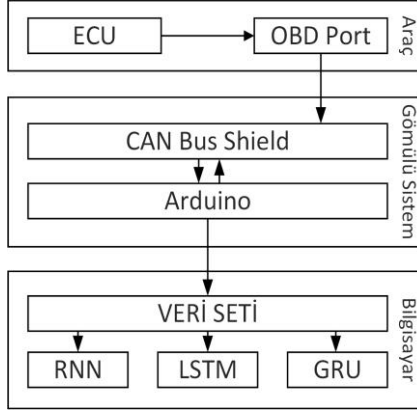 ECU
OBD Port
Araç
CAN Bus Shield
Arduino
Gömülü Sistem
VERİ SETİ
RNN
LSTM
GRU
Bilgisayar